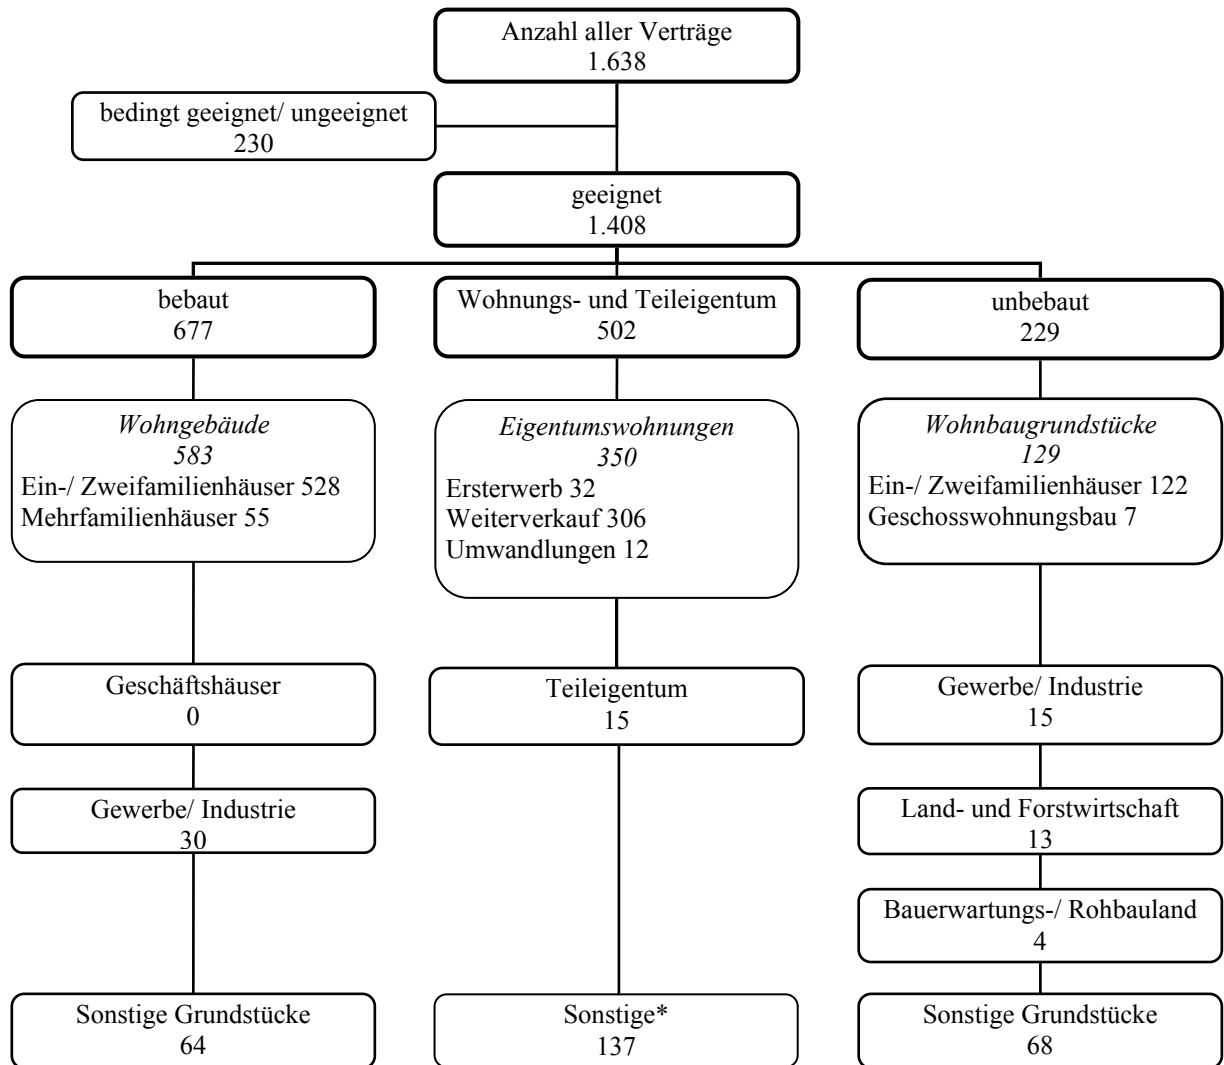 Anzahl aller Verträge
1.638
bedingt geeignet/ ungeeignet
230
geeignet
1.408
bebaut
677
Wohnungs- und Teileigentum
502
unbebaut
229
Wohngebäude
583
Ein-/ Zweifamilienhäuser 528
Mehrfamilienhäuser 55
Eigentumswohnungen
350
Ersterwerb 32
Weiterverkauf 306
Umwandlungen 12
Wohnbaugrundstücke
129
Ein-/ Zweifamilienhäuser 122
Geschosswohnungsbau 7
Geschäftshäuser
0
Teileigentum
15
Gewerbe/ Industrie
15
Gewerbe/ Industrie
30
Land- und Forstwirtschaft
13
Bauerwartungs-/ Rohbauland
4
Sonstige Grundstücke
64
Sonstige*
137
Sonstige Grundstücke
68